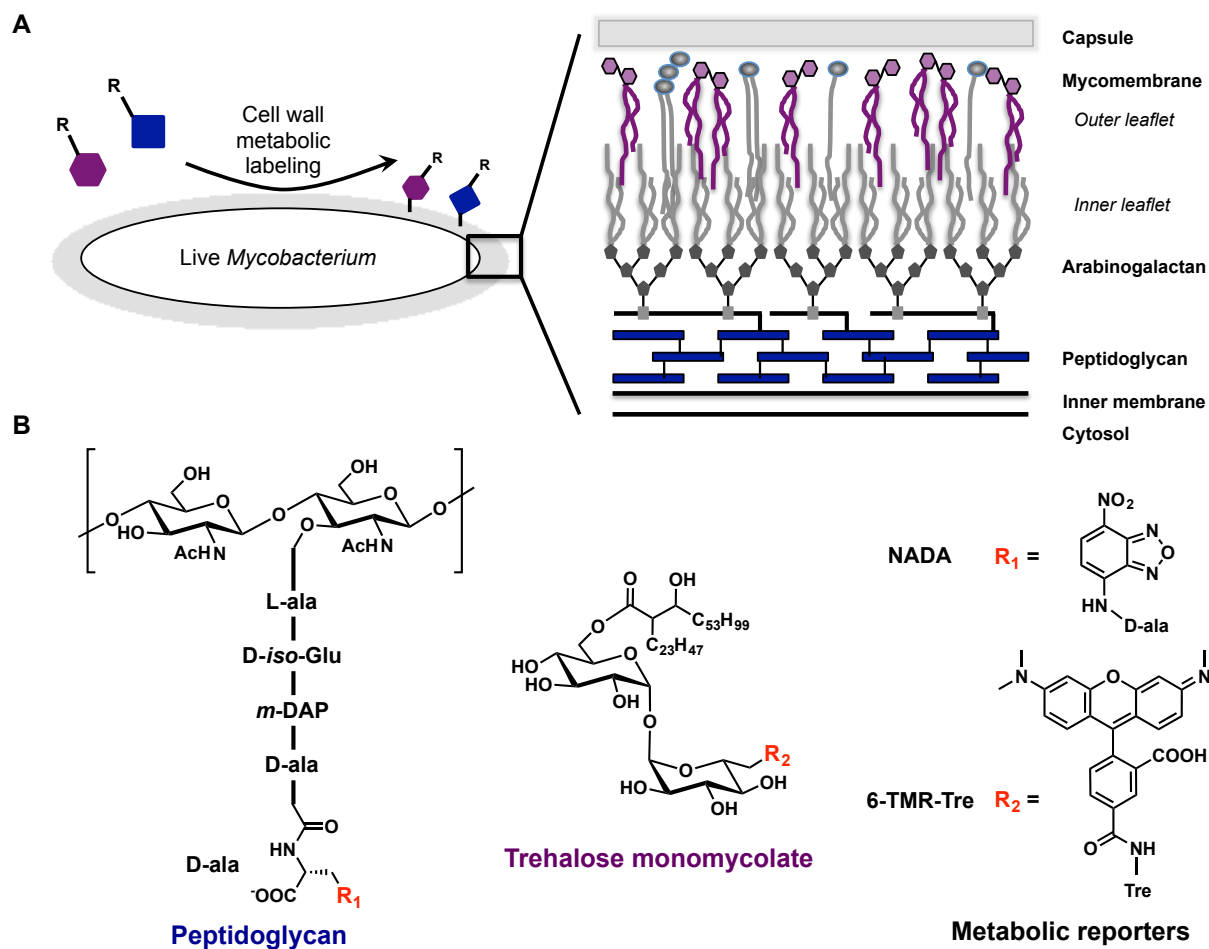 A
R
R
Cell wall
metabolic
labeling
R
R
Live Mycobacterium
Capsule
Mycomembrane
Outer leaflet
Inner leaflet
Arabinogalactan
Peptidoglycan
Inner membrane
Cytosol
B
OH
O
O
HO
AcHN
O
OH
O
O
AcHN
O
L-ala
D-iso-Glu
m-DAP
D-ala
O
HN
D-ala
⁻OOC
R₁
Peptidoglycan
O
OH
O
C₅₃H₉₉
C₂₃H₄₇
HO
O
HO
OH
O
O
R₂
HO
OH
OH
Trehalose monomycolate
NADA
R₁ =
NO₂
N
O
N
HN
D-ala
6-TMR-Tre
R₂ =
N
O
N
COOH
O
NH
Tre
Metabolic reporters